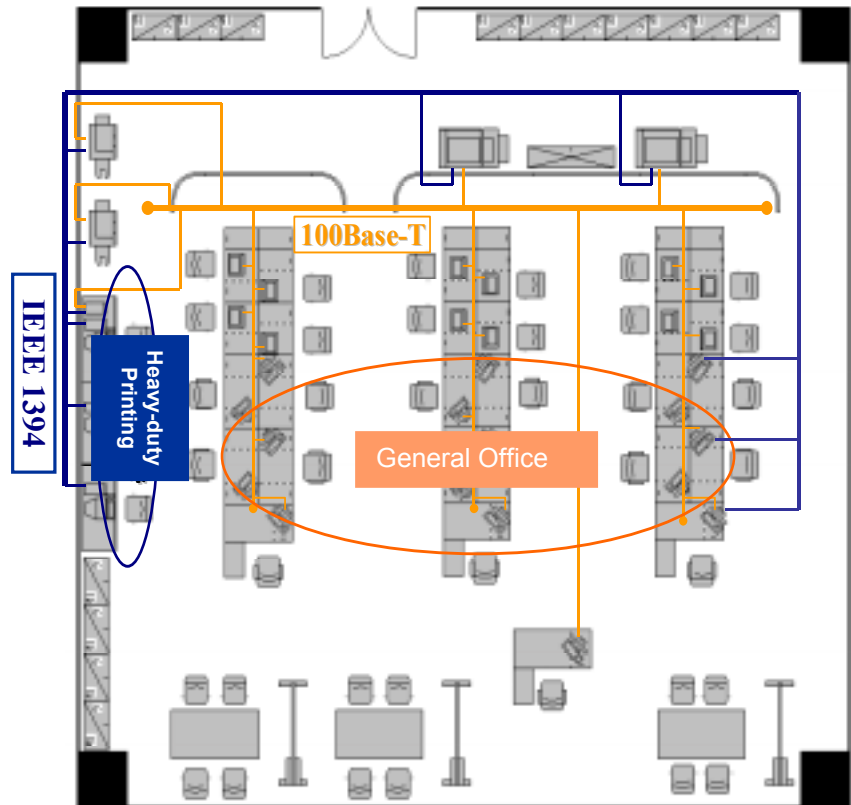 100Base-T
IEEE 1394
Heavy-duty
Printing
General Office